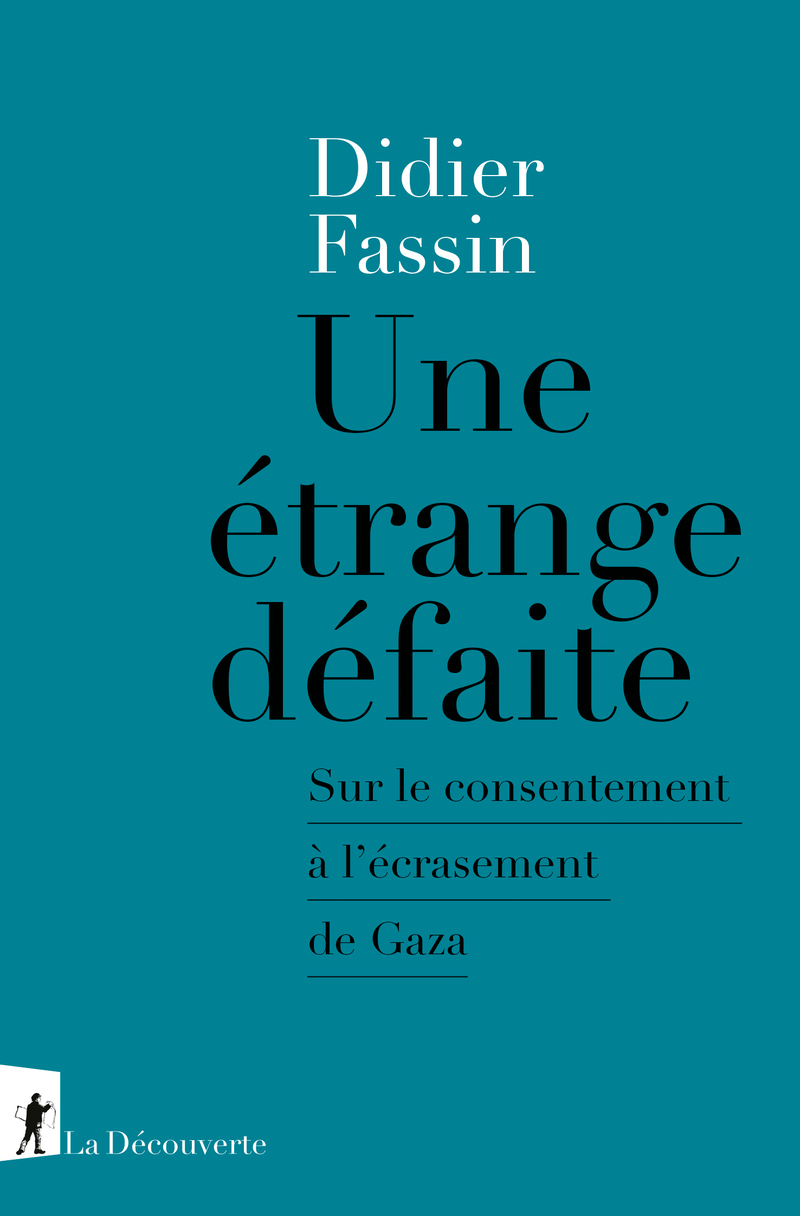 Didier
Fassin
Une
étrange
défaite
Sur le consentement
à l’écrasement
de Gaza
La Découverte